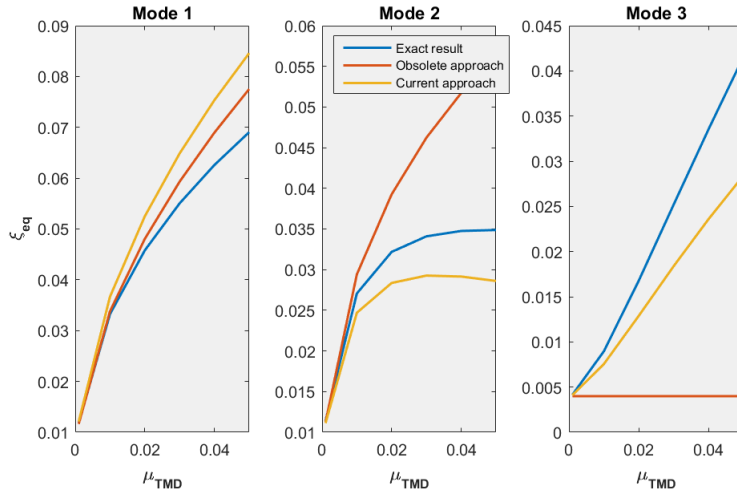 Mode 1
Mode 2
Mode 3
Exact result
Obsolete approach
Current approach
ξeq
0.09
0.08
0.07
0.06
0.05
0.04
0.03
0.02
0.01
0 0.02 0.04
μTMD
0.06
0.055
0.05
0.045
0.04
0.035
0.03
0.025
0.02
0.015
0.01
0 0.02 0.04
μTMD
0.045
0.04
0.035
0.03
0.025
0.02
0.015
0.01
0.005
0
0 0.02 0.04
μTMD